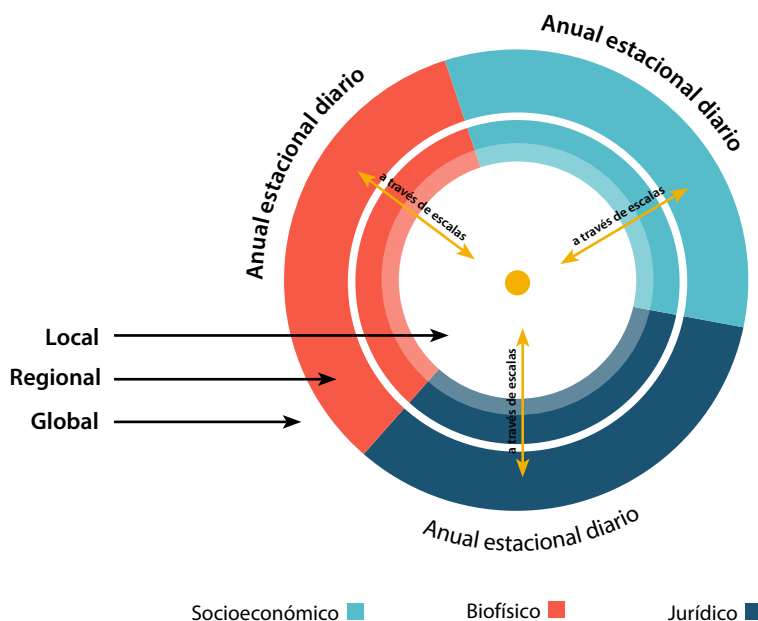 Anual estacional diario
Anual estacional diario
a través de escalas
a través de escalas
Local
Regional
Global
a través de escalas
Anual estacional diario
Socioeconómico
Biofísico
Jurídico